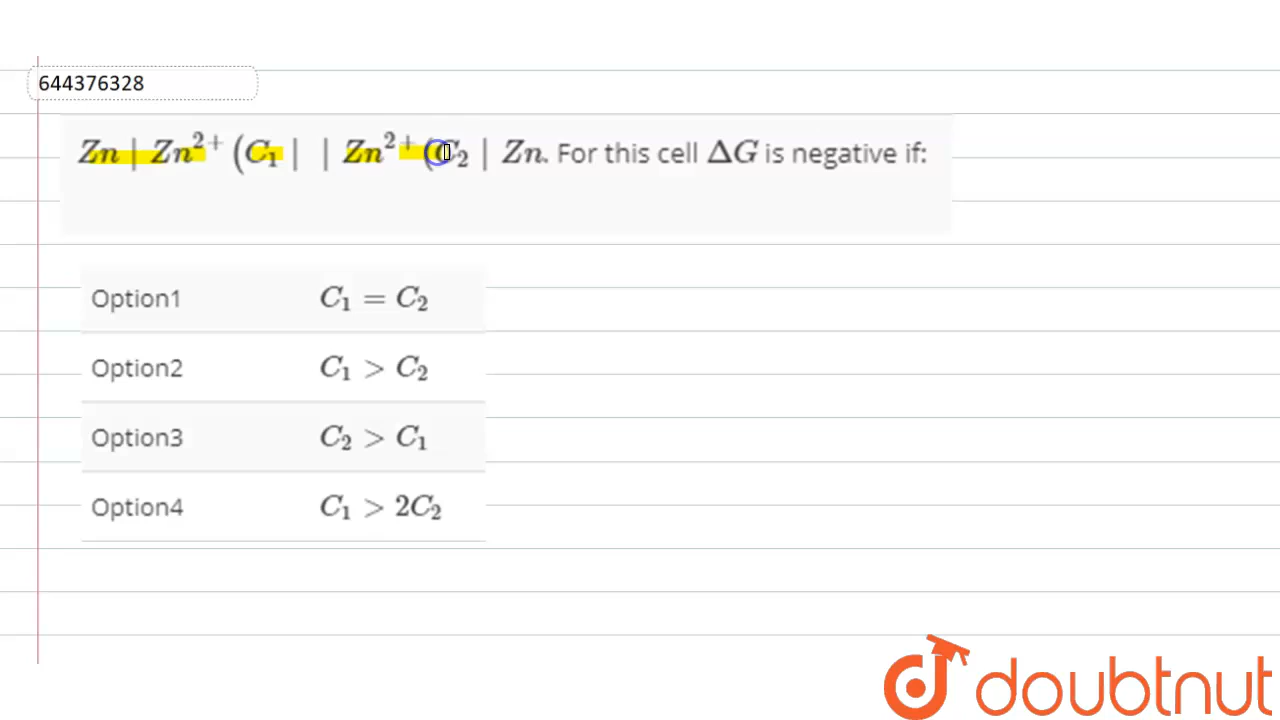 644376328
Zn | Zn²⁺ (C₁ | | Zn²⁺ (C₂ | Zn. For this cell ΔG is negative if:
Option1 C₁ = C₂
Option2 C₁ > C₂
Option3 C₂ > C₁
Option4 C₁ > 2C₂
doubtnut